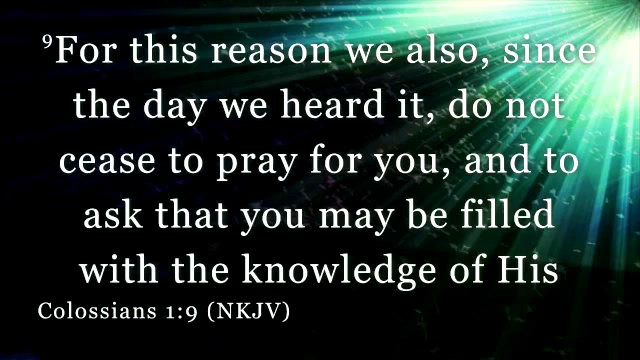 ⁹For this reason we also, since
the day we heard it, do not
cease to pray for you, and to
ask that you may be filled
with the knowledge of His
Colossians 1:9 (NKJV)